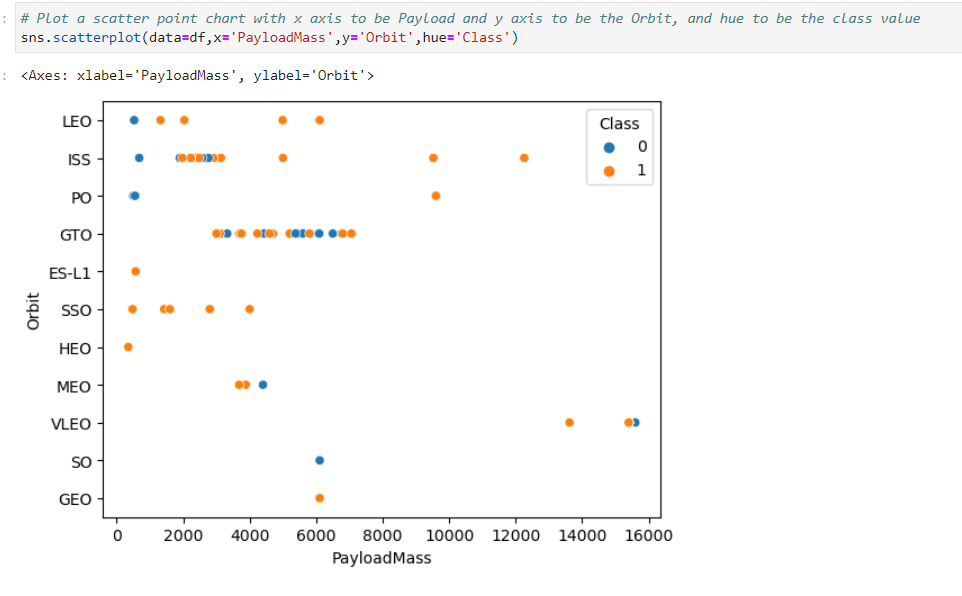 : # Plot a scatter point chart with x axis to be Payload and y axis to be the Orbit, and hue to be the class value
sns.scatterplot(data=df,x='PayloadMass',y='Orbit',hue='Class')
: <Axes: xlabel='PayloadMass', ylabel='Orbit'>
Class
0
1
LEO
ISS
PO
GTO
ES-L1
SSO
HEO
MEO
VLEO
SO
GEO
Orbit
0 2000 4000 6000 8000 10000 12000 14000 16000
PayloadMass